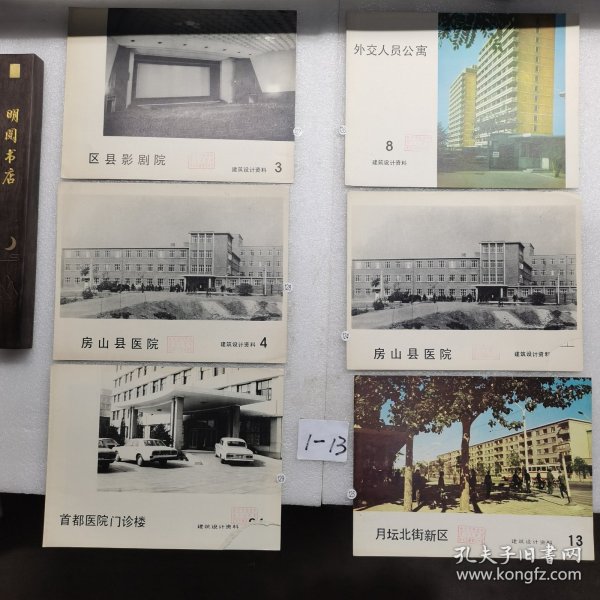 明阅书店
区县影剧院
建筑设计资料 3
外交人员公寓
8
建筑设计资料
房山县医院
建筑设计资料 4
房山县医院
建筑设计资
首都医院门诊楼
建筑设计资料
1-13
月坛北街新区
建筑设计资料 13
孔夫子旧书网
www.kongfz.com